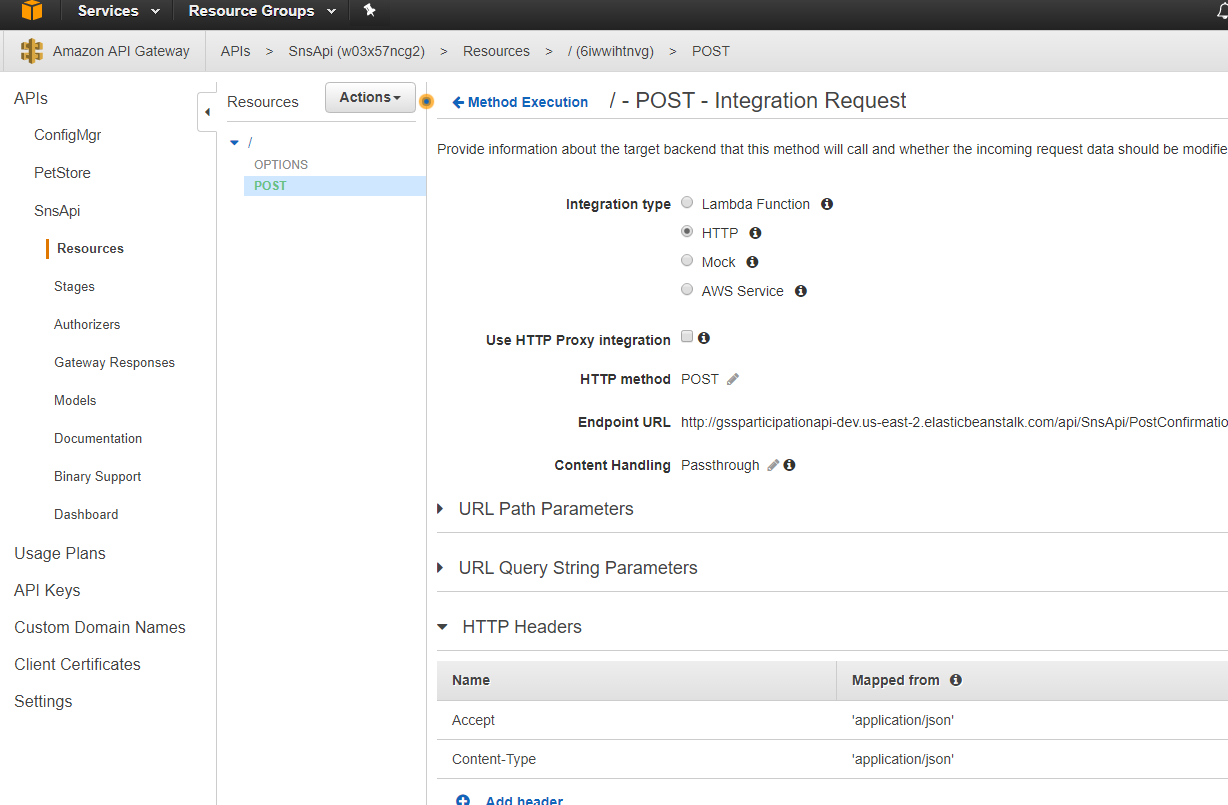 Services Resource Groups
Amazon API Gateway APIs > SnsApi (w03x57ncg2) > Resources > / (6iwwihtnvg) > POST
APIs
ConfigMgr
PetStore
SnsApi
Resources
Stages
Authorizers
Gateway Responses
Models
Documentation
Binary Support
Dashboard
Usage Plans
API Keys
Custom Domain Names
Client Certificates
Settings
Resources Actions
/
OPTIONS
POST
Method Execution / - POST - Integration Request
Provide information about the target backend that this method will call and whether the incoming request data should be modifie
Integration type Lambda Function
HTTP
Mock
AWS Service
Use HTTP Proxy integration
HTTP method POST
Endpoint URL http://gssparticipationapi-dev.us-east-2.elasticbeanstalk.com/api/SnsApi/PostConfirmatio
Content Handling Passthrough
URL Path Parameters
URL Query String Parameters
HTTP Headers
Name Mapped from
Accept 'application/json'
Content-Type 'application/json'
Add header